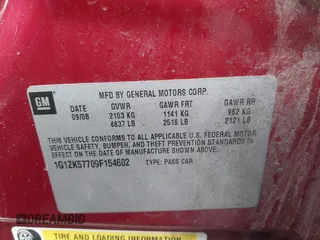 GM
MFD BY GENERAL MOTORS CORP.
DATE GVWR GAWR FRT GAWR RR
09/08 2103 KG 1141 KG 962 KG
4637 LB 2516 LB 2121 LB
THIS VEHICLE CONFORMS TO ALL APPLICABLE U.S. FEDERAL MOTOR
VEHICLE SAFETY, BUMPER, AND THEFT PREVENTION STANDARDS
IN EFFECT ON THE DATE OF MANUFACTURE SHOWN ABOVE.
1G1ZK57709F154602 TYPE: PASS CAR
DREAMBID
TIRE AND LOADING